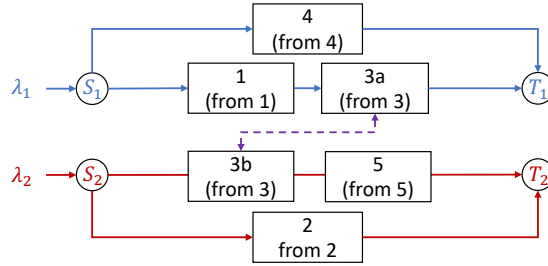 4
(from 4)
λ₁
S₁
1
(from 1)
3a
(from 3)
T₁
λ₂
S₂
3b
(from 3)
5
(from 5)
T₂
2
from 2